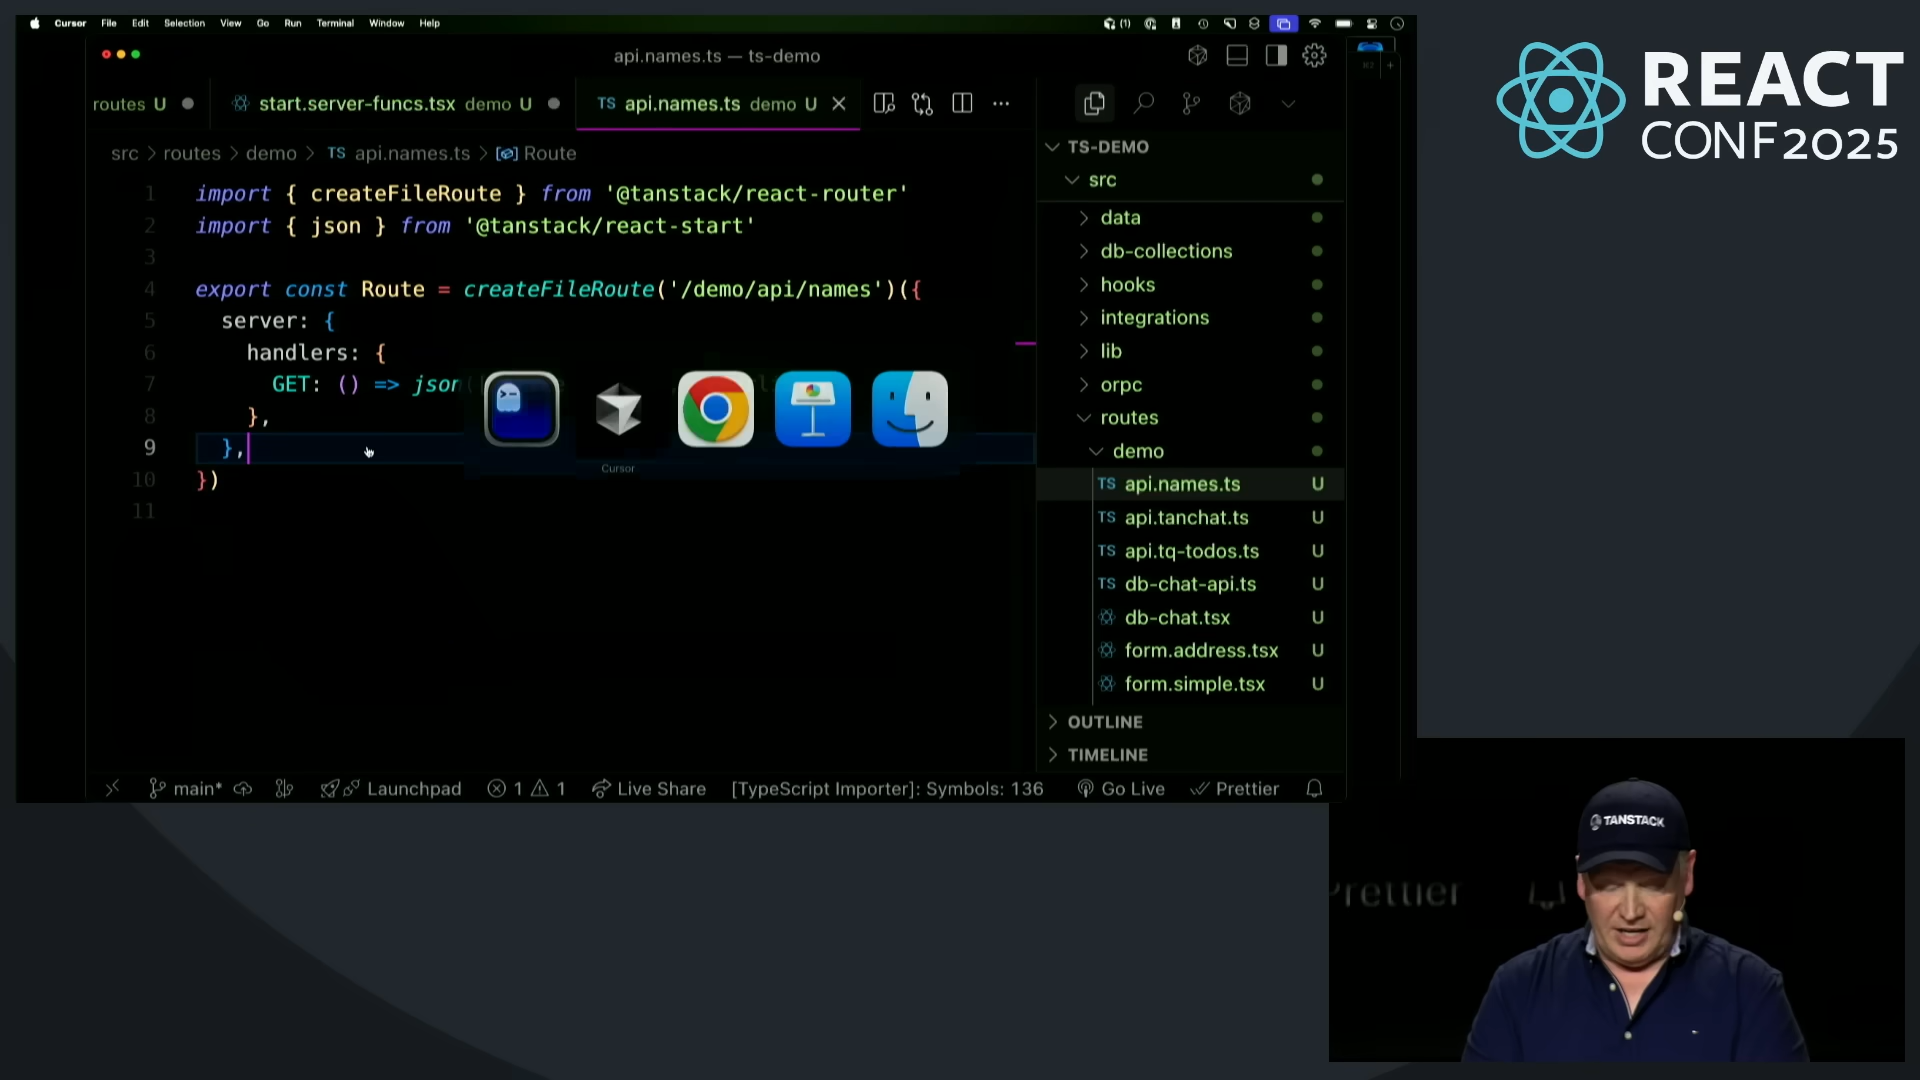 Cursor File Edit Selection View Go Run Terminal Window Help
(1)
api.names.ts — ts-demo
routes U
start.server-funcs.tsx demo U
TS api.names.ts demo U
src > routes > demo > TS api.names.ts > Route
1 import { createFileRoute } from '@tanstack/react-router'
2 import { json } from '@tanstack/react-start'
3
4 export const Route = createFileRoute('/demo/api/names')({
5 server: {
6 handlers: {
7 GET: () => json
8 },
9 },
10 })
11
Cursor
TS-DEMO
src
data
db-collections
hooks
integrations
lib
orpc
routes
demo
TS api.names.ts U
TS api.tanchat.ts U
TS api.tq-todos.ts U
TS db-chat-api.ts U
db-chat.tsx U
form.address.tsx U
form.simple.tsx U
OUTLINE
TIMELINE
main* Launchpad 1 1 Live Share [TypeScript Importer]: Symbols: 136 Go Live Prettier
REACT
CONF2025
TANSTACK
Prettier